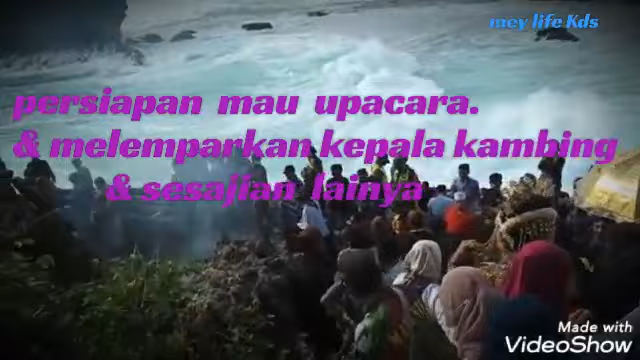 mey life Kds
persiapan mau upacara.
& melemparkan kepala kambing
& sesajian lainya
Made with
VideoShow